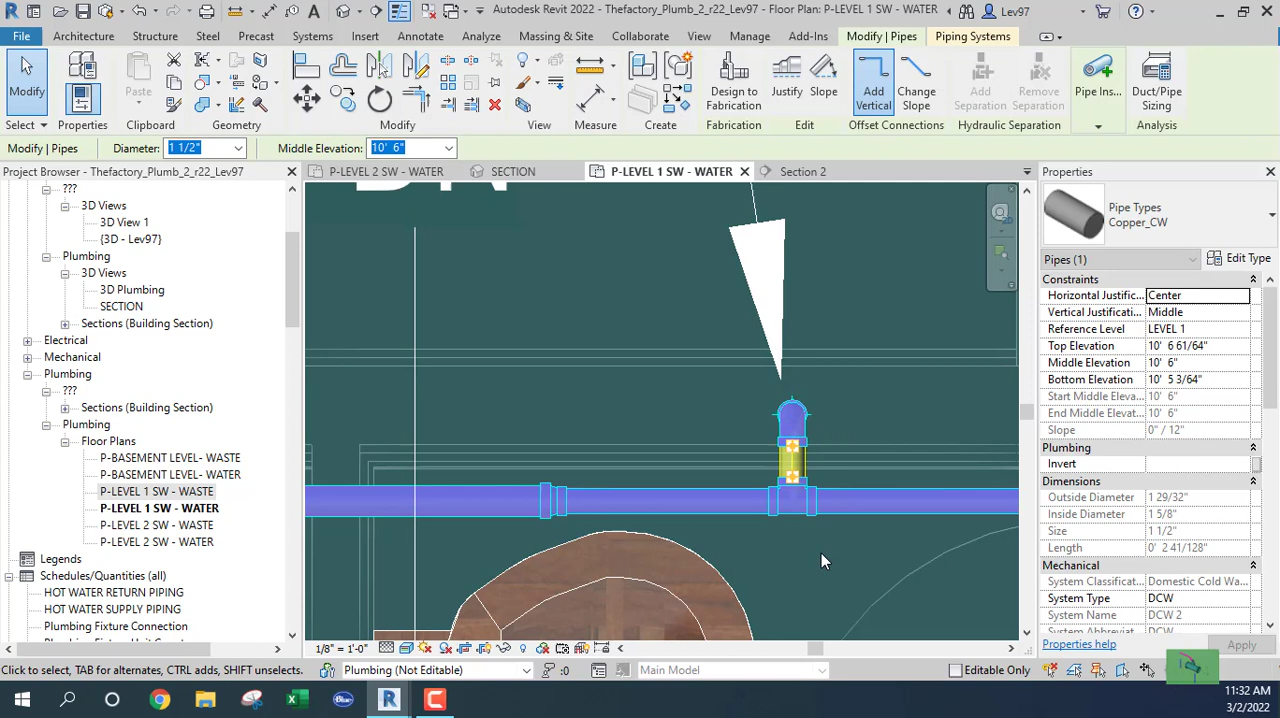 Autodesk Revit 2022 - Thefactory_Plumb_2_r22_Lev97 - Floor Plan: P-LEVEL 1 SW - WATER
Lev97
File Architecture Structure Steel Precast Systems Insert Annotate Analyze Massing & Site Collaborate View Manage Add-Ins Modify | Pipes Piping Systems
Modify
Paste
Design to Fabrication
Justify
Slope
Add Vertical
Change Slope
Add Separation
Remove Separation
Pipe Ins...
Duct/Pipe Sizing
Select Properties Clipboard Geometry Modify View Measure Create Fabrication Edit Offset Connections Hydraulic Separation Analysis
Modify | Pipes Diameter: 1 1/2" Middle Elevation: 10' 6"
Project Browser - Thefactory_Plumb_2_r22_Lev97
P-LEVEL 2 SW - WATER SECTION P-LEVEL 1 SW - WATER Section 2
???
3D Views
3D View 1
{3D - Lev97}
Plumbing
3D Views
3D Plumbing
SECTION
Sections (Building Section)
Electrical
Mechanical
Plumbing
???
Sections (Building Section)
Plumbing
Floor Plans
P-BASEMENT LEVEL- WASTE
P-BASEMENT LEVEL - WATER
P-LEVEL 1 SW - WASTE
P-LEVEL 1 SW - WATER
P-LEVEL 2 SW - WASTE
P-LEVEL 2 SW - WATER
Legends
Schedules/Quantities (all)
HOT WATER RETURN PIPING
HOT WATER SUPPLY PIPING
Plumbing Fixture Connection
Properties
Pipe Types
Copper_CW
Pipes (1) Edit Type
Constraints
Horizontal Justific... Center
Vertical Justificati... Middle
Reference Level LEVEL 1
Top Elevation 10' 6 61/64"
Middle Elevation 10' 6"
Bottom Elevation 10' 5 3/64"
Start Middle Elevat... 10' 6"
End Middle Elevat... 10' 6"
Slope 0" / 12"
Plumbing
Invert
Dimensions
Outside Diameter 1 29/32"
Inside Diameter 1 5/8"
Size 1 1/2"
Length 0' 2 41/128"
Mechanical
System Classificat... Domestic Cold Wa...
System Type DCW
System Name DCW 2
Properties help Apply
1/8" = 1'-0"
Click to select, TAB for alternates, CTRL adds, SHIFT unselects. Plumbing (Not Editable) :0 Main Model Editable Only
11:32 AM
3/2/2022